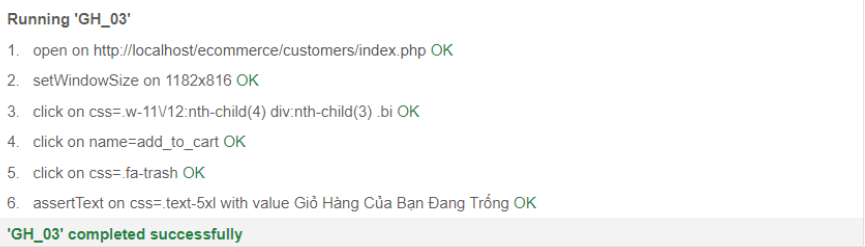 Running 'GH_03'
1. open on http://localhost/ecommerce/customers/index.php OK
2. setWindowSize on 1182x816 OK
3. click on css=.w-11\/12:nth-child(4) div:nth-child(3) .bi OK
4. click on name=add_to_cart OK
5. click on css=.fa-trash OK
6. assertText on css=.text-5xl with value Giỏ Hàng Của Bạn Đang Trống OK
'GH_03' completed successfully